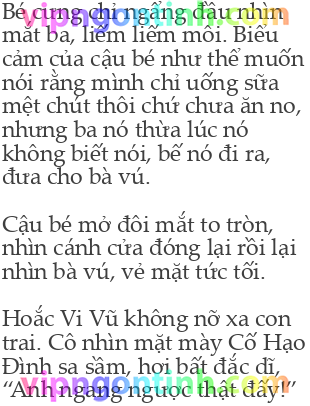 Bé cưng chỉ ngẩng đầu nhìn
mắt ba, liếm liếm môi. Biểu
cảm của cậu bé như thể muốn
nói rằng mình chỉ uống sữa
mệt chút thôi chứ chưa ăn no,
nhưng ba nó thừa lúc nó
không biết nói, bế nó đi ra,
đưa cho bà vú.
Cậu bé mở đôi mắt to tròn,
nhìn cánh cửa đóng lại rồi lại
nhìn bà vú, vẻ mặt tức tối.
Hoắc Vi Vũ không nỡ xa con
trai. Cô nhìn mặt mày Cố Hạo
Đình sa sầm, hơi bất đắc dĩ,
“Anh ngang ngược thật đấy!”
vipngontinh.com
vipngontinh.com